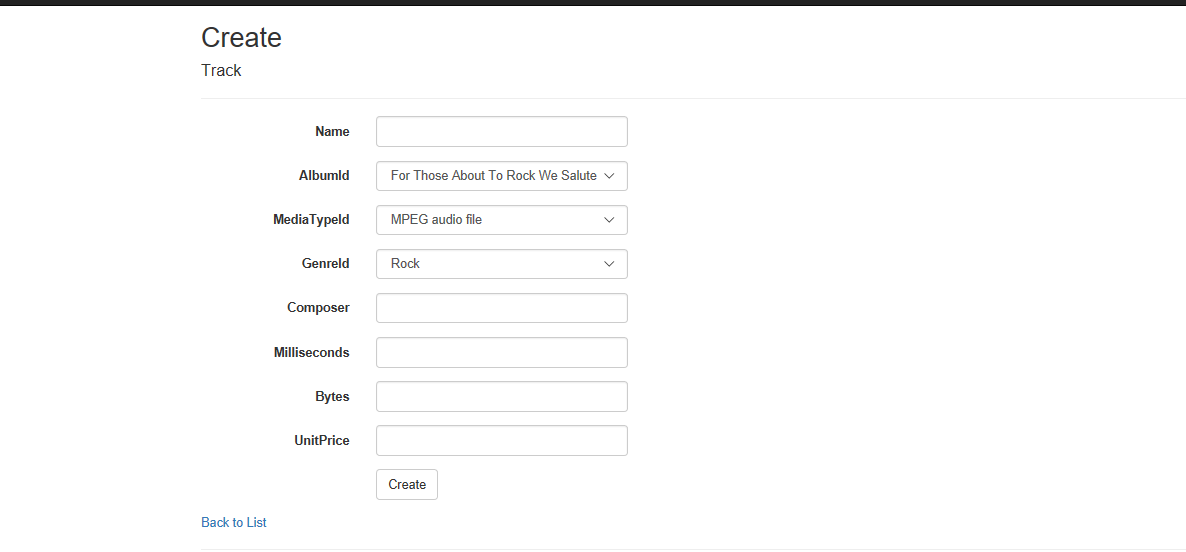 Create
Track
Name
AlbumId For Those About To Rock We Salute
MediaTypeId MPEG audio file
GenreId Rock
Composer
Milliseconds
Bytes
UnitPrice
Create
Back to List